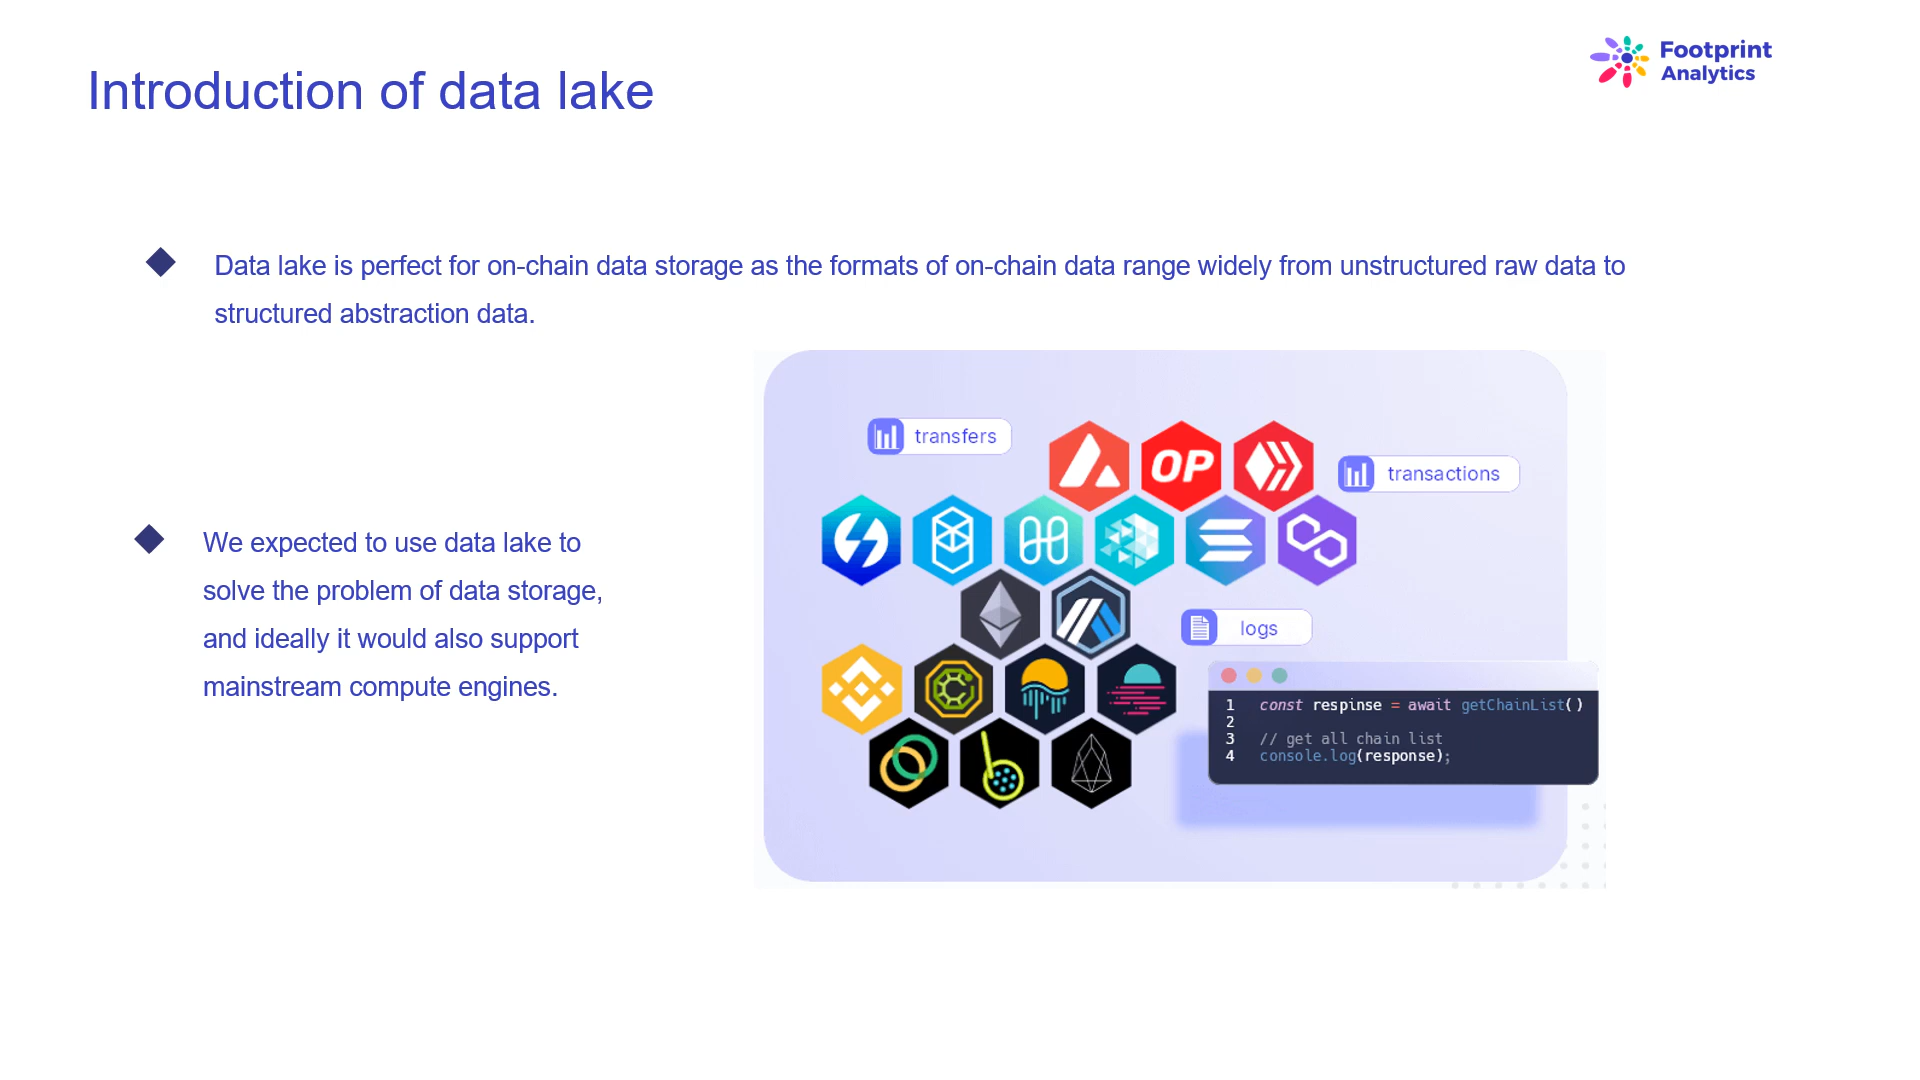 Introduction of data lake
Footprint
Analytics
Data lake is perfect for on-chain data storage as the formats of on-chain data range widely from unstructured raw data to
structured abstraction data.
We expected to use data lake to
solve the problem of data storage,
and ideally it would also support
mainstream compute engines.
transfers
OP
transactions
logs
1 const respinse = await getChainList()
2
3 // get all chain list
4 console.log(response);